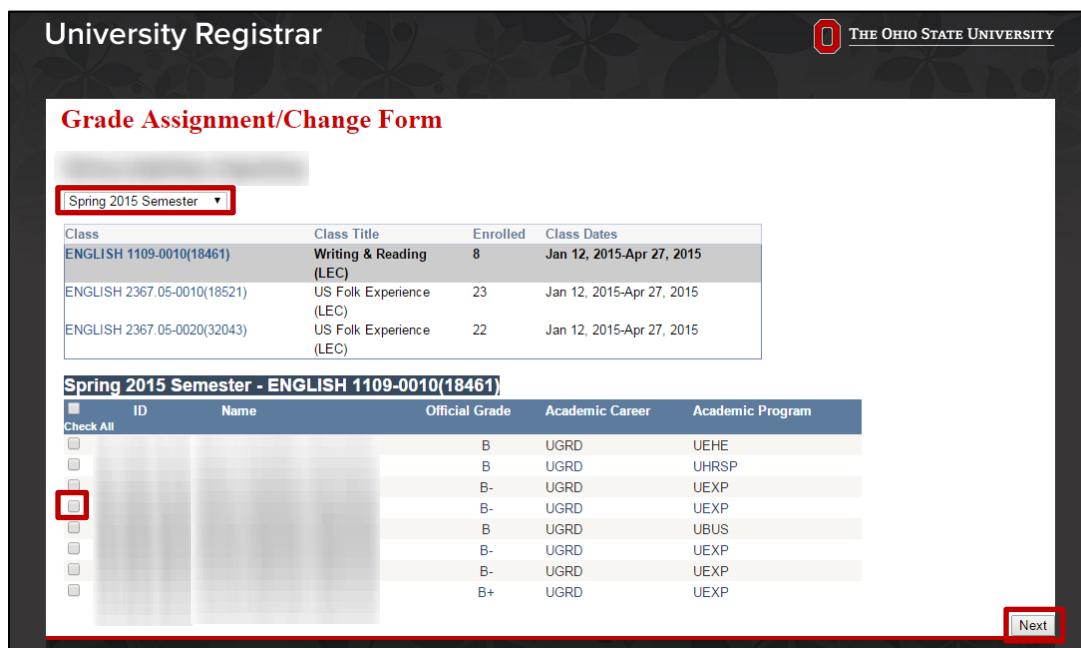 University Registrar
THE OHIO STATE UNIVERSITY
Grade Assignment/Change Form
Spring 2015 Semester
Class Class Title Enrolled Class Dates
ENGLISH 1109-0010(18461) Writing & Reading 8 Jan 12, 2015-Apr 27, 2015
(LEC)
ENGLISH 2367.05-0010(18521) US Folk Experience 23 Jan 12, 2015-Apr 27, 2015
(LEC)
ENGLISH 2367.05-0020(32043) US Folk Experience 22 Jan 12, 2015-Apr 27, 2015
(LEC)
Spring 2015 Semester - ENGLISH 1109-0010(18461)
ID Name Official Grade Academic Career Academic Program
Check All
B UGRD UEHE
B UGRD UHRSP
B- UGRD UEXP
B- UGRD UEXP
B UGRD UBUS
B- UGRD UEXP
B- UGRD UEXP
B+ UGRD UEXP
Next